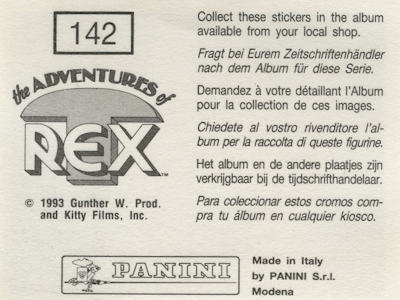 142
the ADVENTURES of
T
REX™
© 1993 Gunther W. Prod.
and Kitty Films, Inc.
Collect these stickers in the album
available from your local shop.
Fragt bei Eurem Zeitschriftenhändler
nach dem Album für diese Serie.
Demandez à votre détaillant l'Album
pour la collection de ces images.
Chiedete al vostro rivenditore l'al-
bum per la raccolta di queste figurine.
Het album en de andere plaatjes zijn
verkrijgbaar bij de tijdschrifthandelaar.
Para coleccionar estos cromos com-
pra tu álbum en cualquier kiosco.
PANINI
Made in Italy
by PANINI S.r.l.
Modena